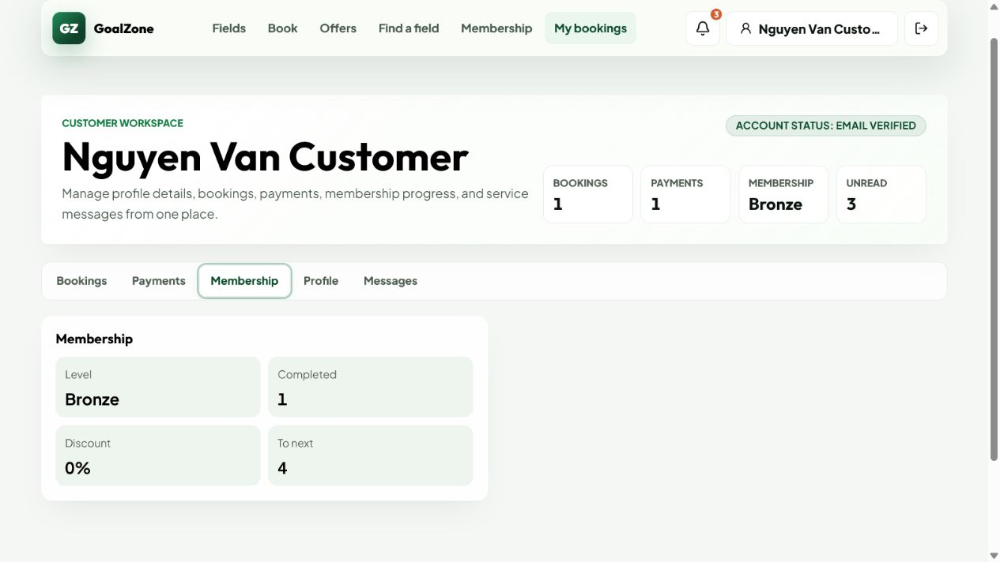 GZ
GoalZone
Fields
Book
Offers
Find a field
Membership
My bookings
3
Nguyen Van Custo...
CUSTOMER WORKSPACE
ACCOUNT STATUS: EMAIL VERIFIED
Nguyen Van Customer
Manage profile details, bookings, payments, membership progress, and service
messages from one place.
BOOKINGS
1
PAYMENTS
1
MEMBERSHIP
Bronze
UNREAD
3
Bookings
Payments
Membership
Profile
Messages
Membership
Level
Bronze
Completed
1
Discount
0%
To next
4